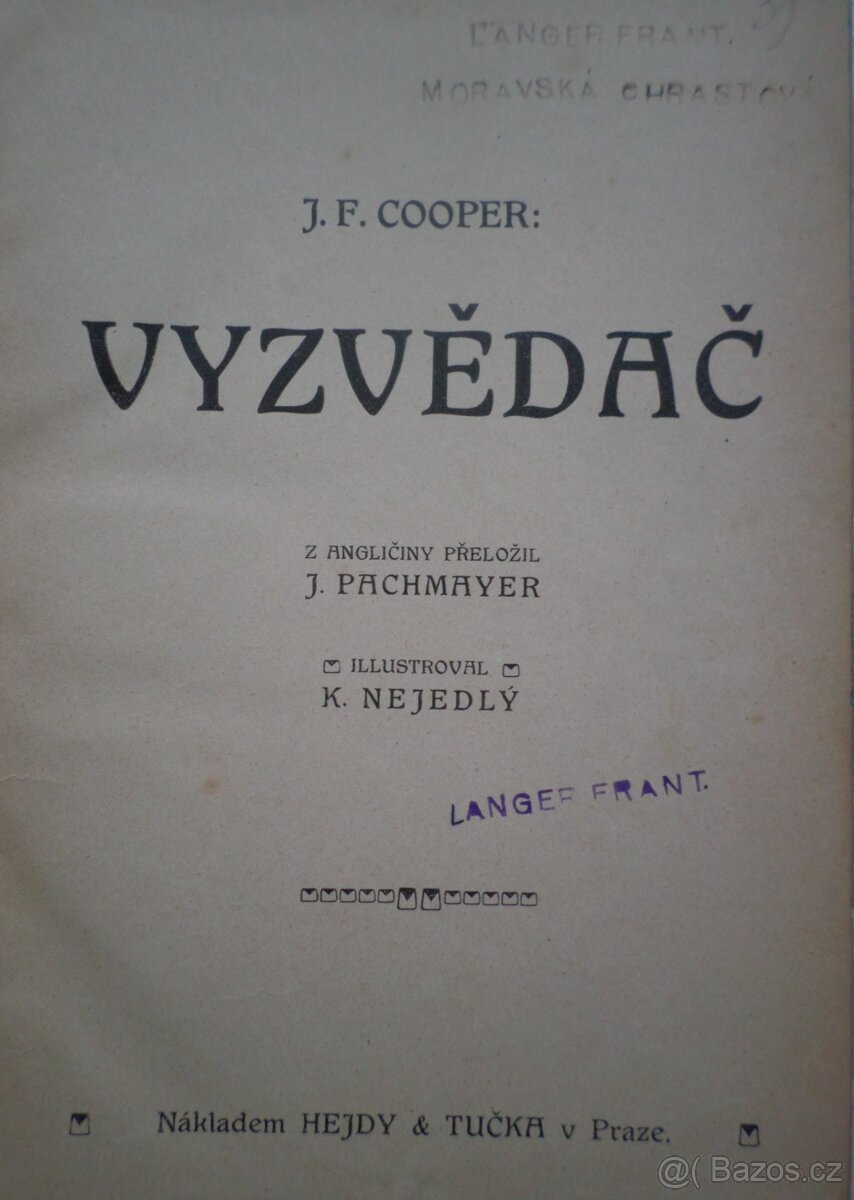 LANGER FRANT.
MORAVSKÁ CHRASTOVÁ
J. F. COOPER:
VYZVĚDAČ
Z ANGLIČINY PŘELOŽIL
J. PACHMAYER
ILLUSTROVAL
K. NEJEDLÝ
LANGER FRANT.
Nákladem HEJDY & TUČKA v Praze.
@( Bazos.cz